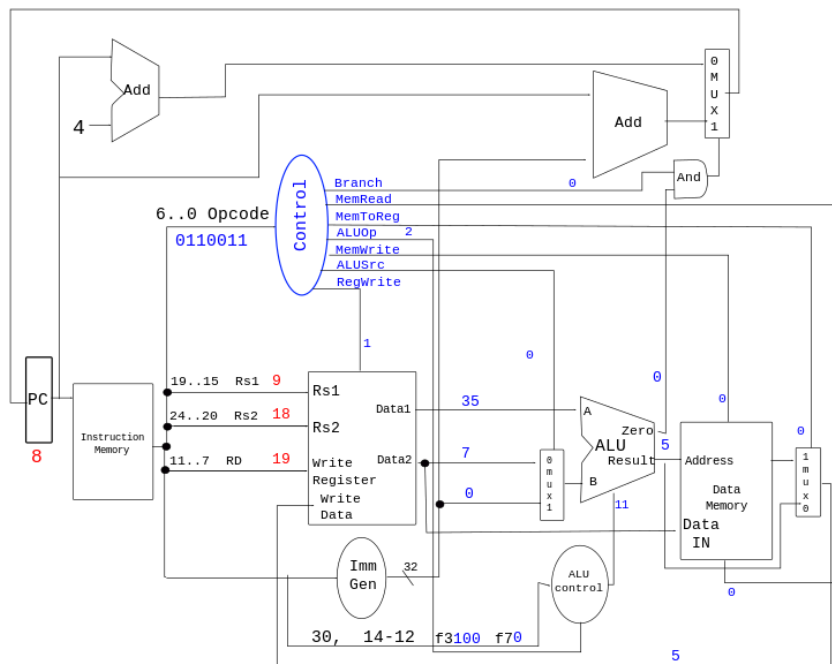 0
M
U
X
1
Add
4
Add
And
Branch
0
MemRead
6..0 Opcode
MemToReg
0110011
Control
ALUOp
2
MemWrite
ALUSrc
RegWrite
1
0
0
0
0
PC
8
Instruction
Memory
19..15 Rs1 9
24..20 Rs2 18
11..7 RD 19
Rs1
Rs2
Write
Register
Write
Data
Data1
Data2
35
7
0
0
m
u
x
1
A
B
ALU
Zero
Result
5
11
Address
Data
Memory
Data
IN
1
m
u
x
0
0
Imm
Gen
32
ALU
control
30, 14-12 f3100 f70
5